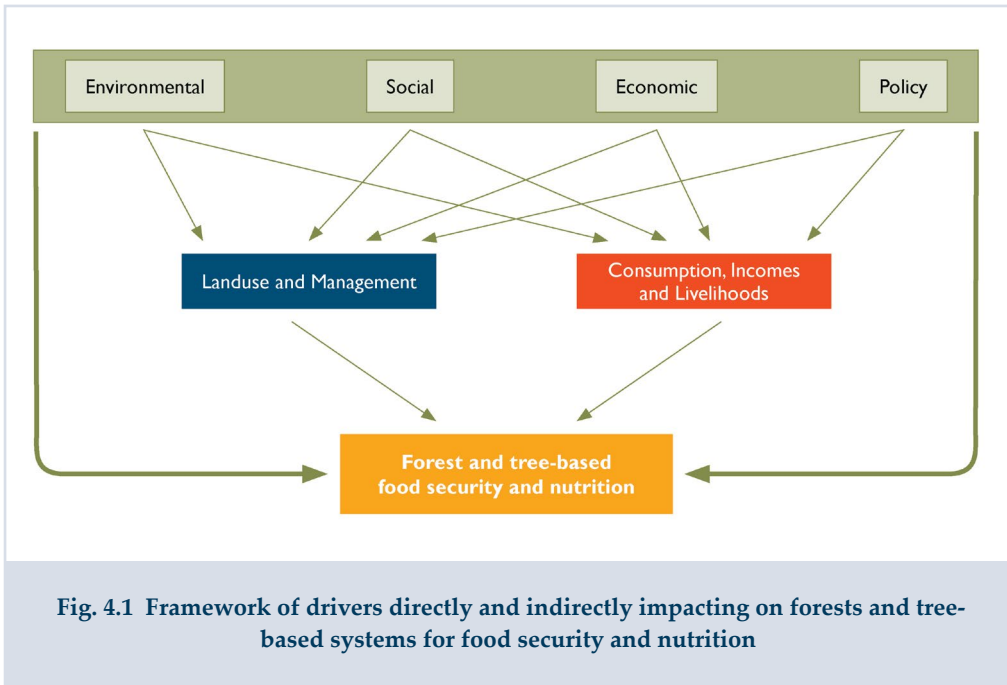 Environmental
Social
Economic
Policy
Landuse and Management
Consumption, Incomes
and Livelihoods
Forest and tree-based
food security and nutrition
Fig. 4.1 Framework of drivers directly and indirectly impacting on forests and tree-
based systems for food security and nutrition